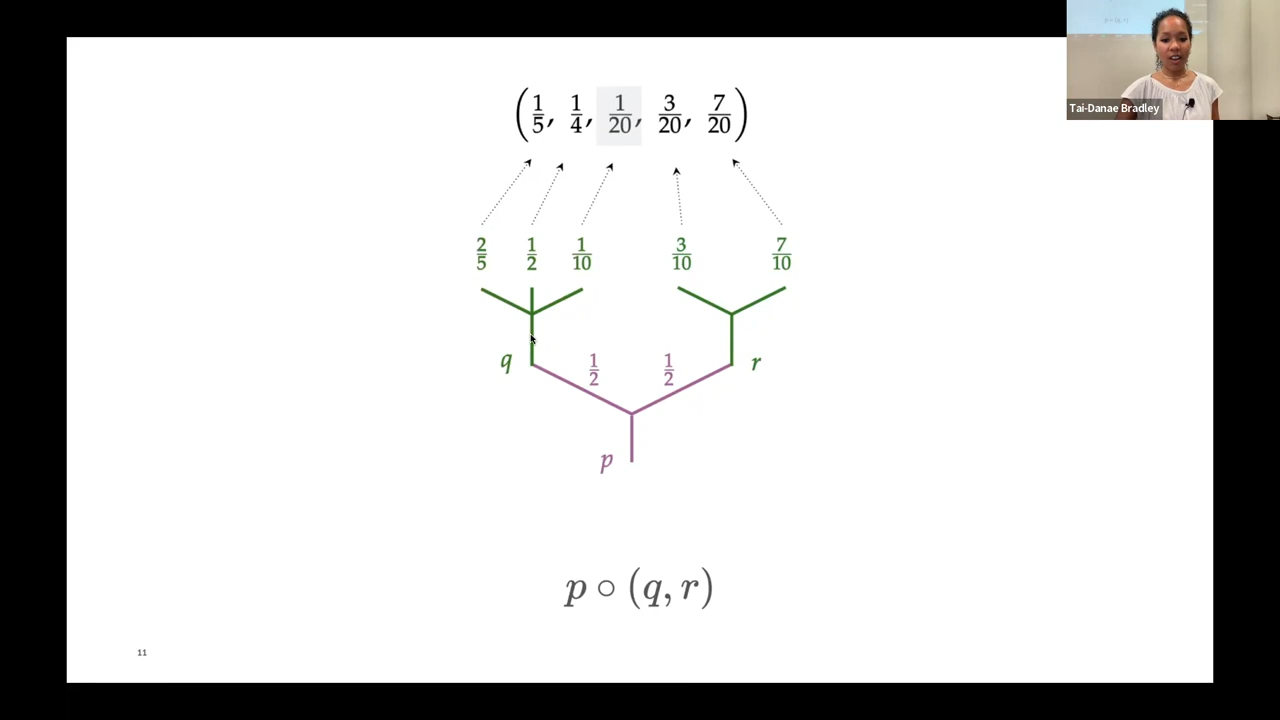 (1/5, 1/4, 1/20, 3/20, 7/20)
Tai-Danae Bradley
2/5 1/2 1/10 3/10 7/10
q 1/2 1/2 r
p
p ∘ (q, r)
11